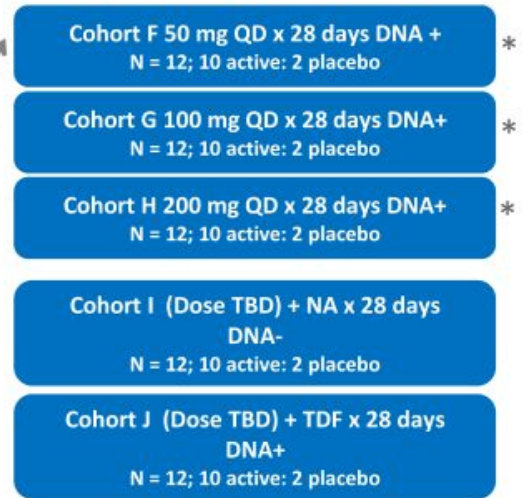 Cohort F 50 mg QD x 28 days DNA +
N = 12; 10 active: 2 placebo
*
Cohort G 100 mg QD x 28 days DNA+
N = 12; 10 active: 2 placebo
*
Cohort H 200 mg QD x 28 days DNA+
N = 12; 10 active: 2 placebo
*
Cohort I (Dose TBD) + NA x 28 days
DNA-
N = 12; 10 active: 2 placebo
Cohort J (Dose TBD) + TDF x 28 days
DNA+
N = 12; 10 active: 2 placebo